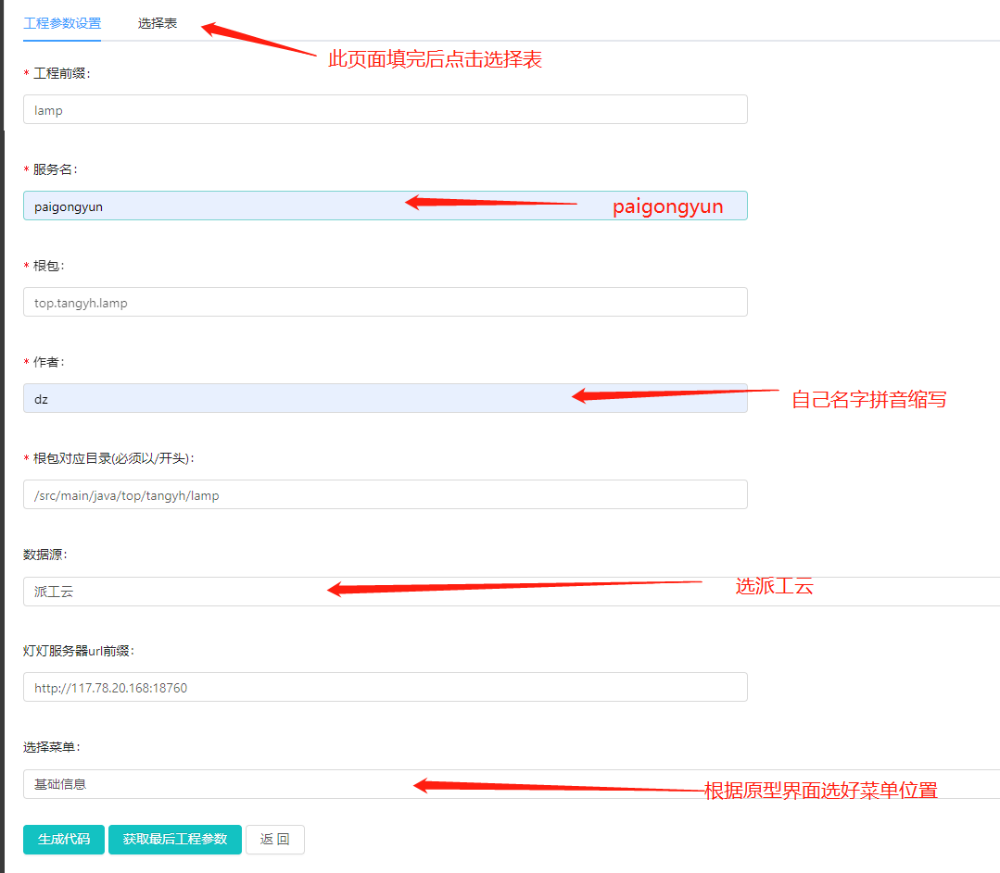 工程参数设置 选择表
此页面填完后点击选择表
* 工程前缀:
lamp
* 服务名:
paigongyun paigongyun
* 根包:
top.tangyh.lamp
* 作者:
dz 自己名字拼音缩写
* 根包对应目录(必须以/开头):
/src/main/java/top/tangyh/lamp
数据源:
派工云 选派工云
灯灯服务器url前缀:
http://117.78.20.168:18760
选择菜单:
基础信息 根据原型界面选好菜单位置
生成代码 获取最后工程参数 返 回